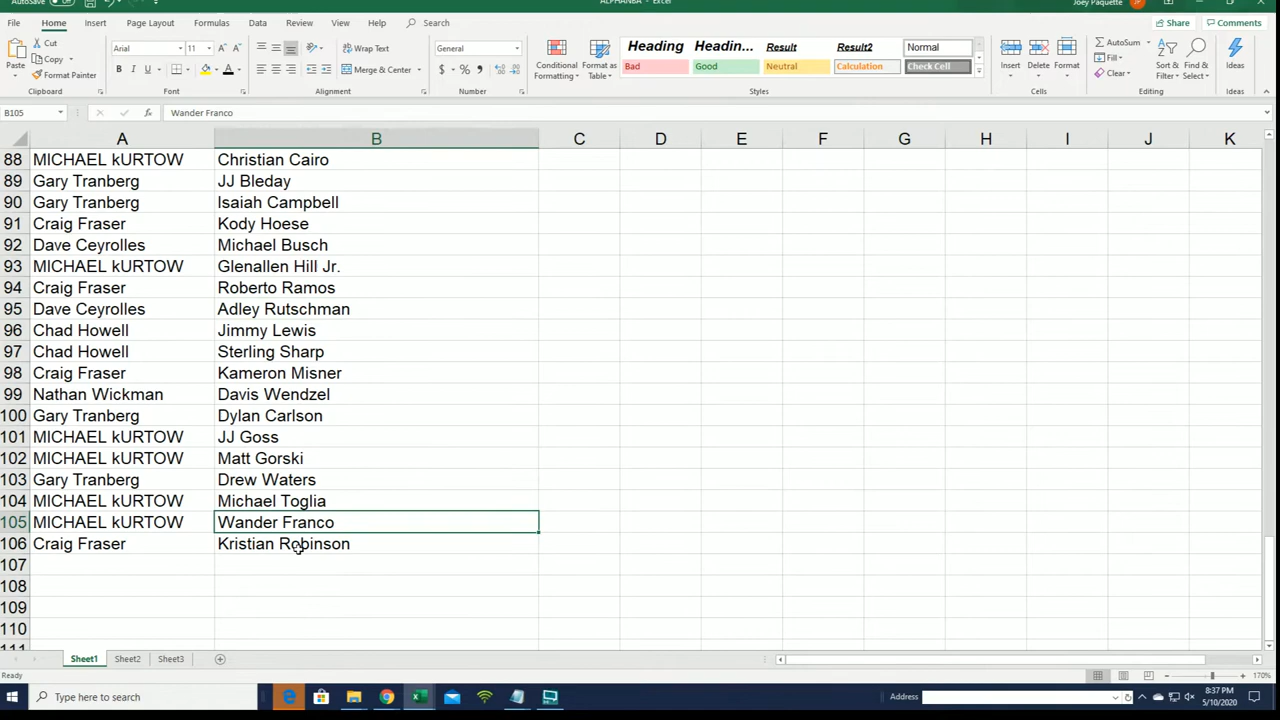 AutoSave Off ALPHANBA - Excel Joey Paquette JP
File Home Insert Page Layout Formulas Data Review View Help Search Share Comments
Paste Cut Copy Format Painter Clipboard
Arial 11 A A B I U A Font
Wrap Text Merge & Center Alignment
General $ % , Number
Conditional Formatting Format as Table
Heading Headin... Result Result2 Normal
Bad Good Neutral Calculation Check Cell
Styles
Insert Delete Format Cells
AutoSum Fill Clear Sort & Filter Find & Select Editing
Ideas Ideas
B105 fx Wander Franco
A B C D E F G H I J K
88 MICHAEL kURTOW Christian Cairo
89 Gary Tranberg JJ Bleday
90 Gary Tranberg Isaiah Campbell
91 Craig Fraser Kody Hoese
92 Dave Ceyrolles Michael Busch
93 MICHAEL kURTOW Glenallen Hill Jr.
94 Craig Fraser Roberto Ramos
95 Dave Ceyrolles Adley Rutschman
96 Chad Howell Jimmy Lewis
97 Chad Howell Sterling Sharp
98 Craig Fraser Kameron Misner
99 Nathan Wickman Davis Wendzel
100 Gary Tranberg Dylan Carlson
101 MICHAEL kURTOW JJ Goss
102 MICHAEL kURTOW Matt Gorski
103 Gary Tranberg Drew Waters
104 MICHAEL kURTOW Michael Toglia
105 MICHAEL kURTOW Wander Franco
106 Craig Fraser Kristian Robinson
107
108
109
110
111
Sheet1 Sheet2 Sheet3
Ready 170%
Type here to search Address 8:37 PM
5/10/2020